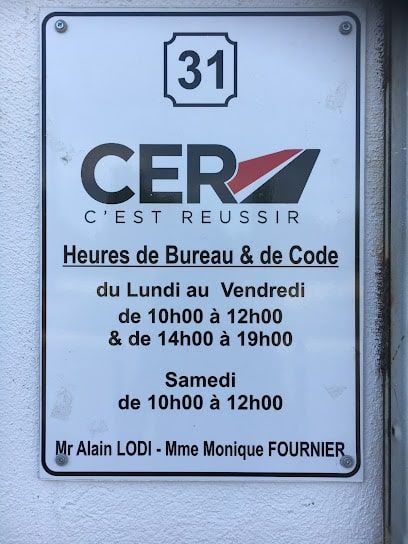 31
CER
C'EST REUSSIR
Heures de Bureau & de Code
du Lundi au Vendredi
de 10h00 à 12h00
& de 14h00 à 19h00
Samedi
de 10h00 à 12h00
Mr Alain LODI - Mme Monique FOURNIER